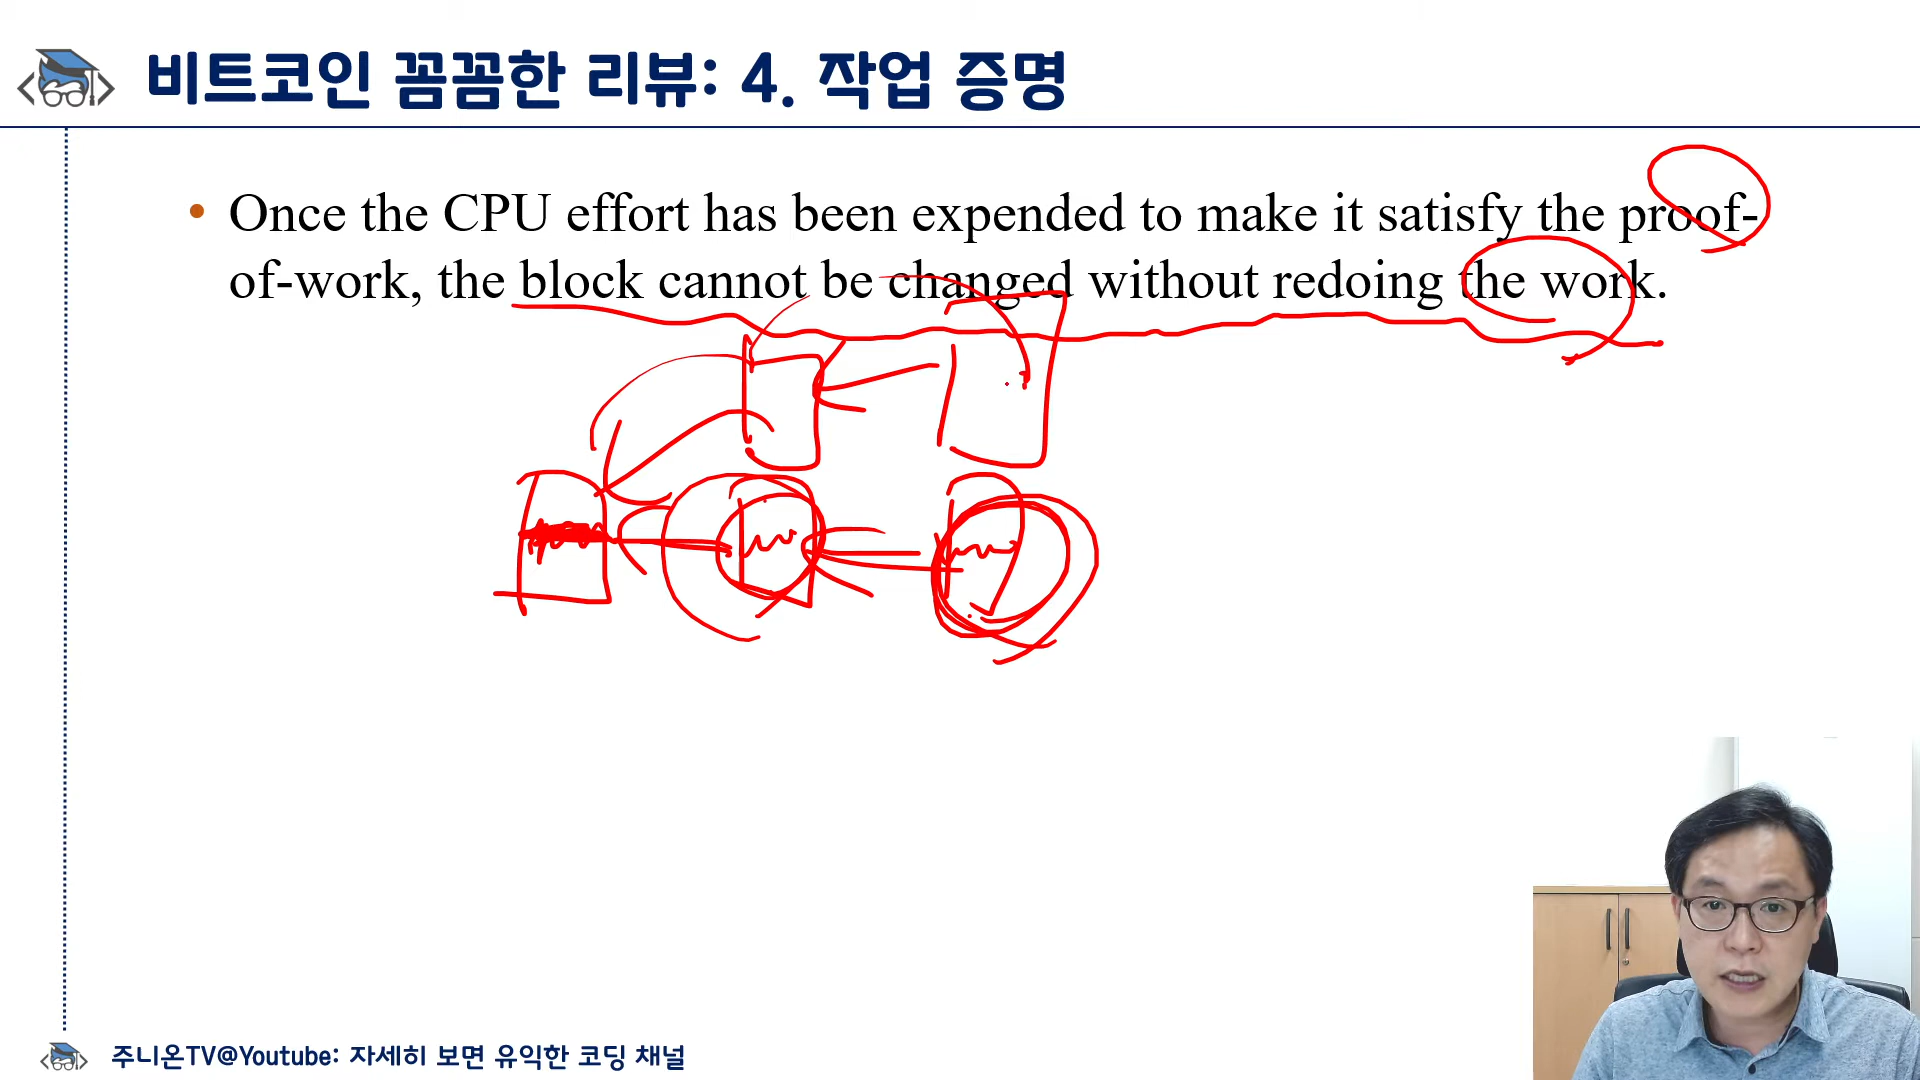 비트코인 꼼꼼한 리뷰: 4. 작업 증명
• Once the CPU effort has been expended to make it satisfy the proof-
of-work, the block cannot be changed without redoing the work.
주니온TV@Youtube: 자세히 보면 유익한 코딩 채널